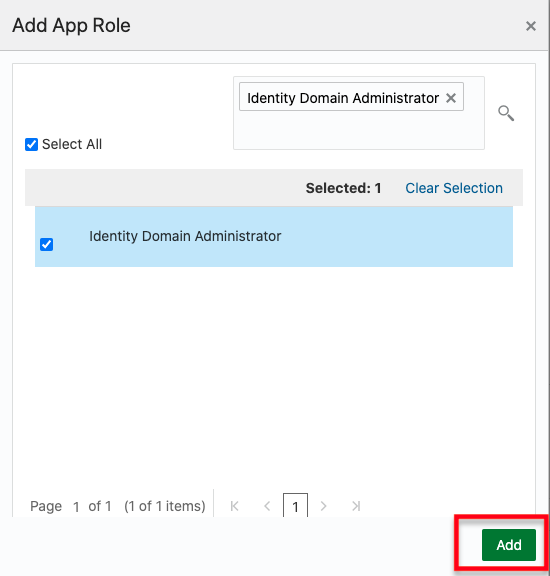 Add App Role
Identity Domain Administrator
Select All
Selected: 1 Clear Selection
Identity Domain Administrator
Page 1 of 1 (1 of 1 items) 1
Add